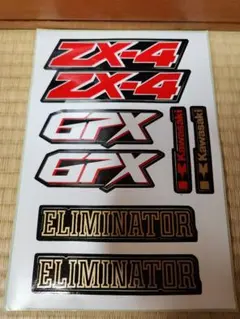 ZX-4
ZX-4
GPX
GPX
Kawasaki
Kawasaki
ELIMINATOR
ELIMINATOR